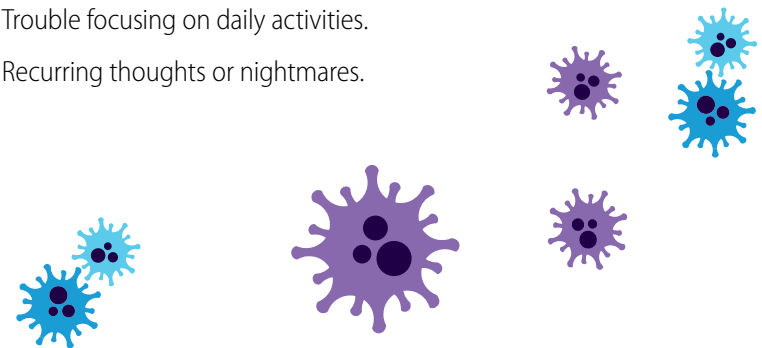 Trouble focusing on daily activities.
Recurring thoughts or nightmares.